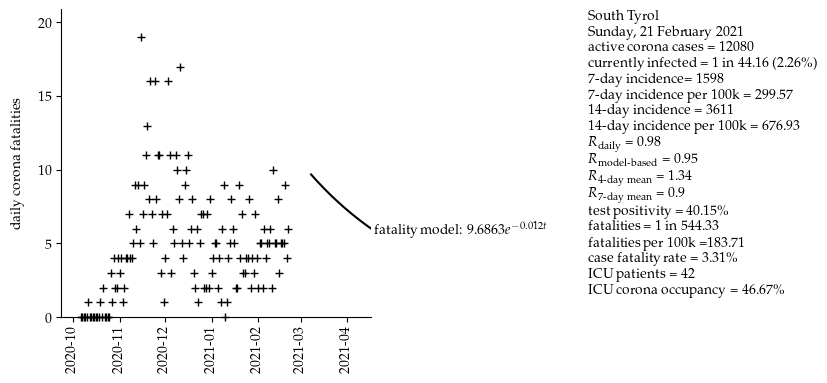 South Tyrol
Sunday, 21 February 2021
active corona cases = 12080
currently infected = 1 in 44.16 (2.26%)
7-day incidence= 1598
7-day incidence per 100k = 299.57
14-day incidence = 3611
14-day incidence per 100k = 676.93
R_daily = 0.98
R_model-based = 0.95
R_4-day mean = 1.34
R_7-day mean = 0.9
test positivity = 40.15%
fatalities = 1 in 544.33
fatalities per 100k =183.71
case fatality rate = 3.31%
ICU patients = 42
ICU corona occupancy = 46.67%
daily corona fatalities
20
15
10
5
0
fatality model: 9.6863e^{-0.012t}
2020-10
2020-11
2020-12
2021-01
2021-02
2021-03
2021-04